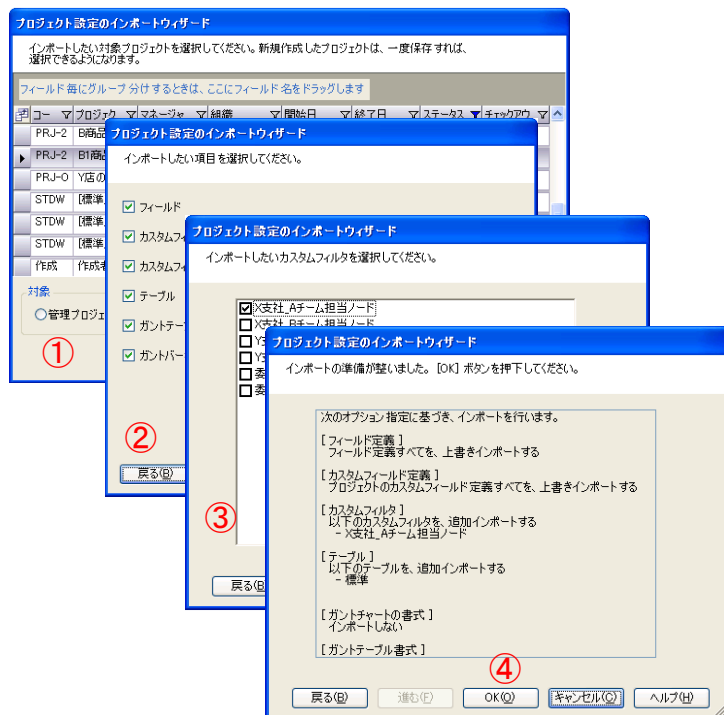 プロジェクト設定のインポートウィザード
インポートしたい対象プロジェクトを選択してください。新規作成したプロジェクトは、一度保存すれば、
選択できるようになります。
フィールド毎にグループ分けするときは、ここにフィールド名をドラッグします
コー プロジェク マネージャ 組織 開始日 終了日 ステータス チェックアウ
PRJ-2 B商品
PRJ-2 B1商品
PRJ-O Y店の
STDW [標準
STDW [標準
STDW [標準
作成 作成者
対象
管理プロジェ
①
プロジェクト設定のインポートウィザード
インポートしたい項目を選択してください。
フィールド
カスタムフィ
カスタムフィ
テーブル
ガントテー
ガントバー
②
戻る(B)
プロジェクト設定のインポートウィザード
インポートしたいカスタムフィルタを選択してください。
X支社_Aチーム担当ノード
X支社_Bチーム担当ノード
Y
Y
委
委
③
戻る(B
プロジェクト設定のインポートウィザード
インポートの準備が整いました。[OK] ボタンを押下してください。
次のオプション指定に基づき、インポートを行います。
[フィールド定義]
フィールド定義すべてを、上書きインポートする
[カスタムフィールド定義]
プロジェクトのカスタムフィールド定義すべてを、上書きインポートする
[カスタムフィルタ]
以下のカスタムフィルタを、追加インポートする
- X支社_Aチーム担当ノード
[テーブル]
以下のテーブルを、追加インポートする
- 標準
[ガントチャートの書式]
インポートしない
[ガントテーブル書式]
④
戻る(B) 進む(F) OK(O) キャンセル(C) ヘルプ(H)